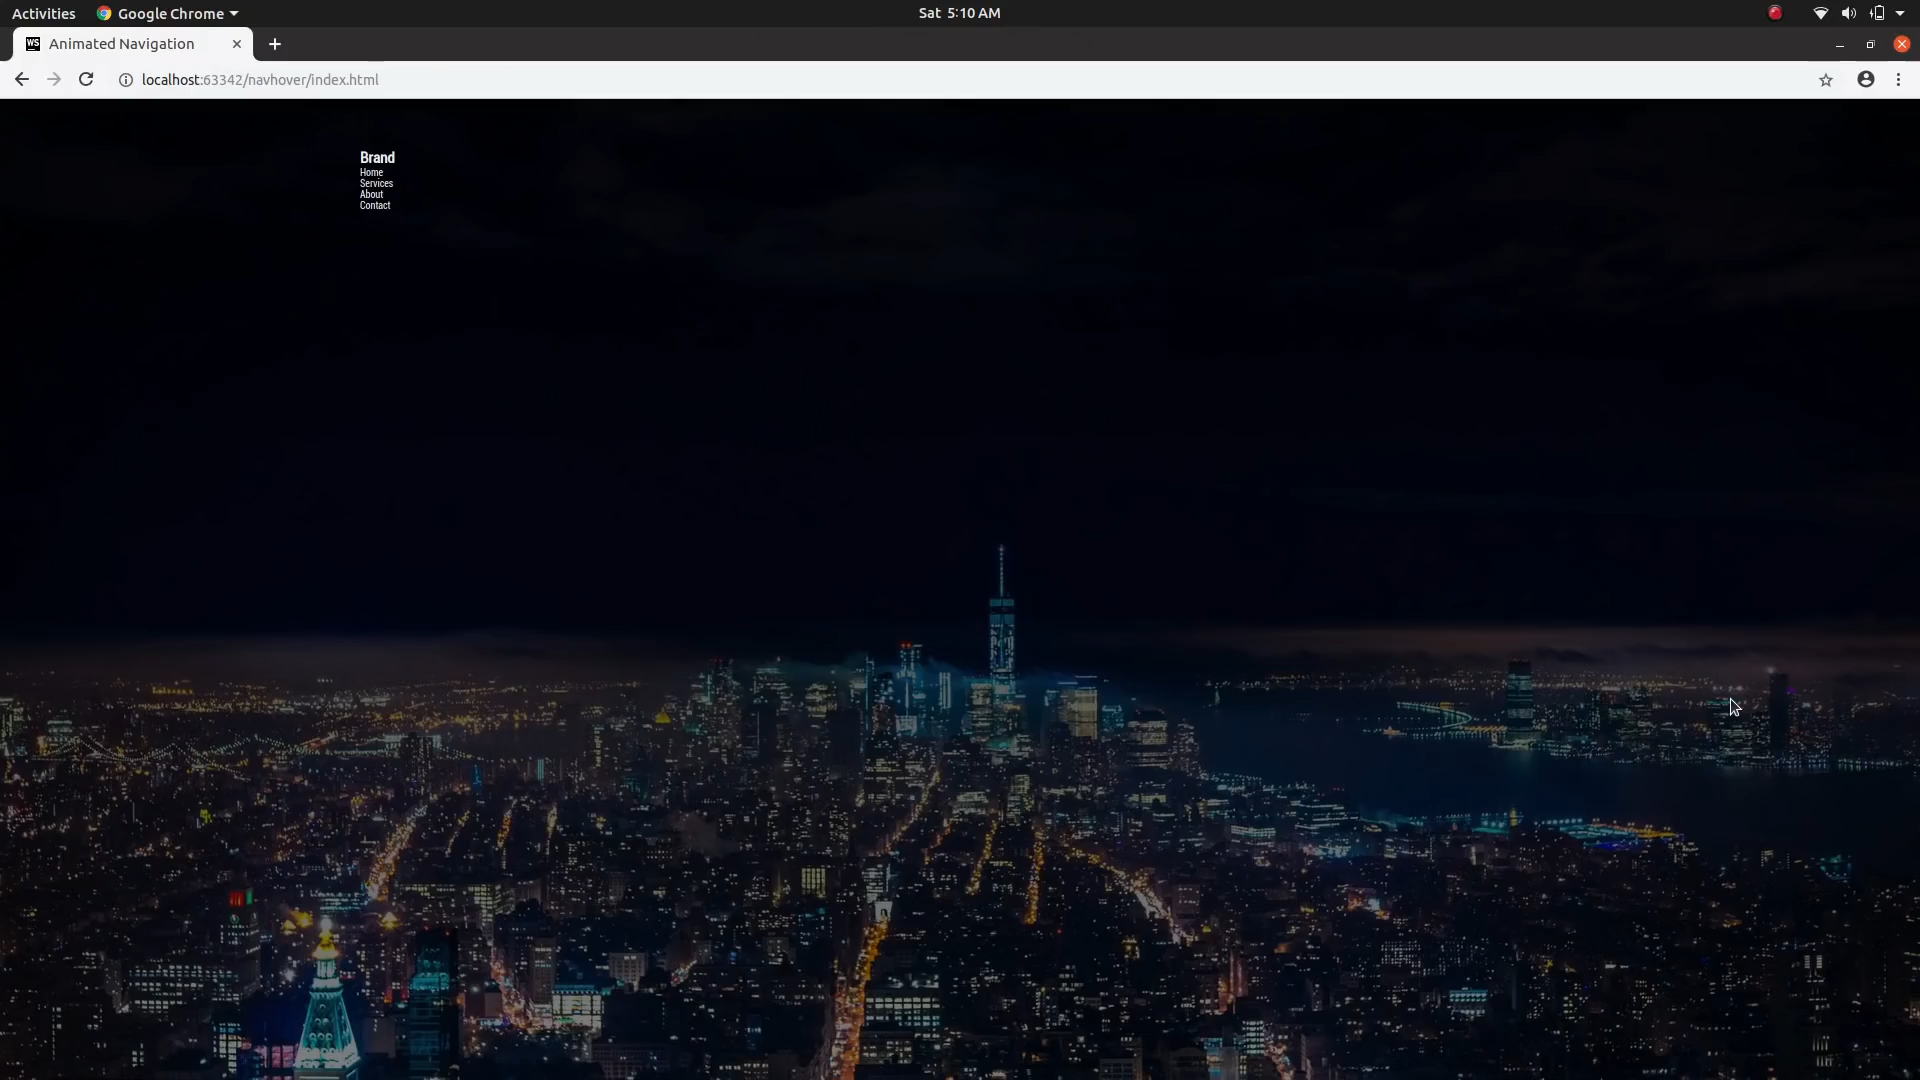 Activities Google Chrome Sat 5:10 AM
WS Animated Navigation
localhost:63342/navhover/index.html
Brand
Home
Services
About
Contact